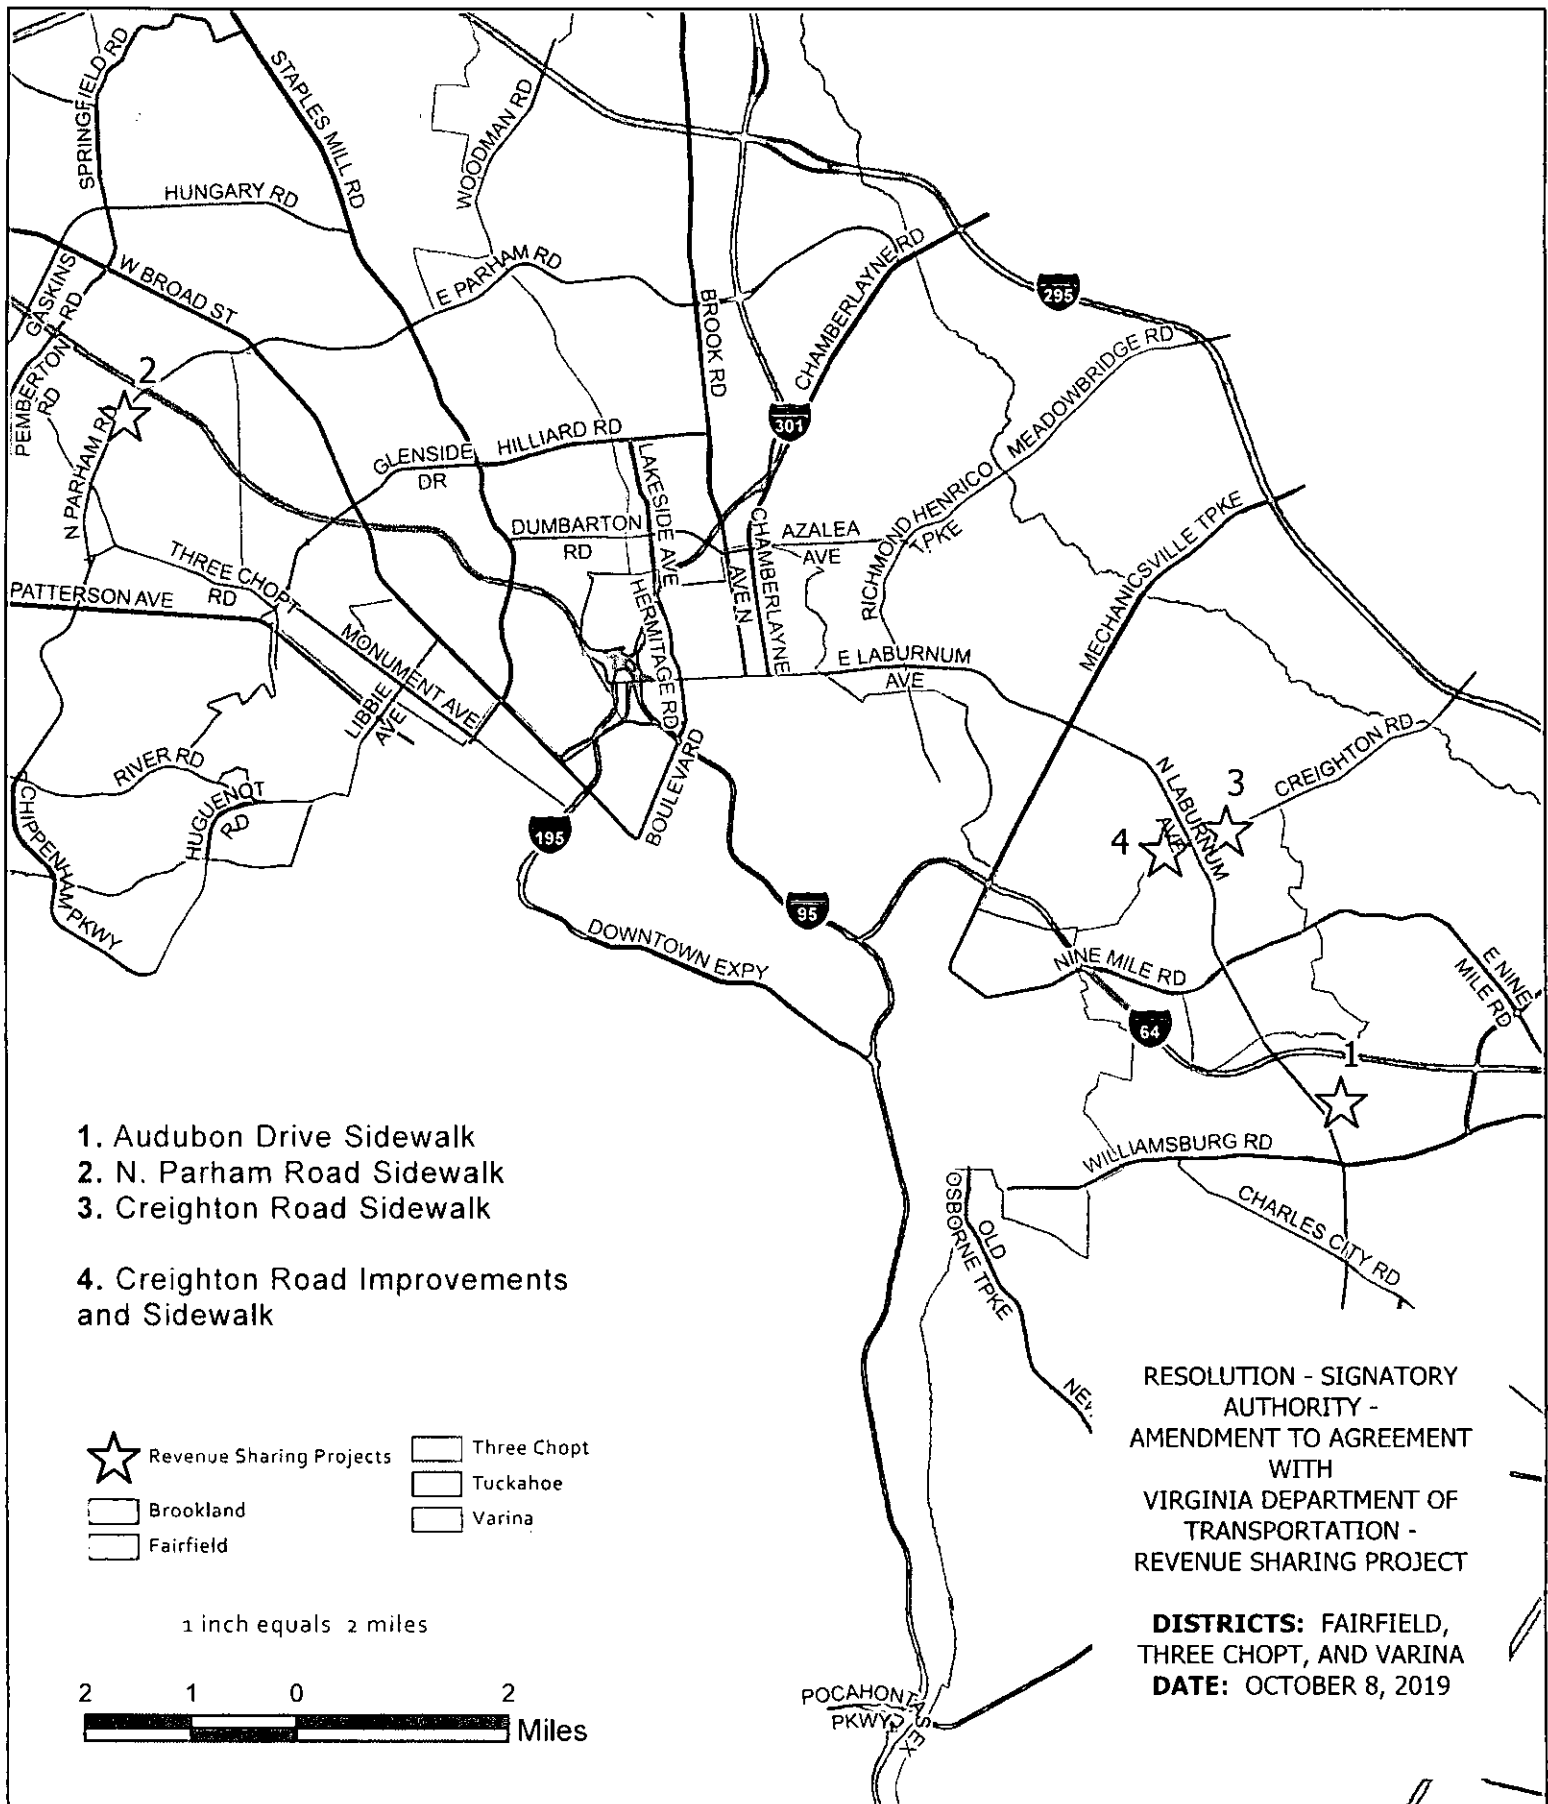 SPRINGFIELD RD
STAPLES MILL RD
WOODMAN RD
HUNGARY RD
W BROAD ST
GASKINS
RD
E PARHAM RD
CHAMBERLAYNE RD
295
BROOK RD
PEMBERTON
RD
2
N PARHAM RD
301
MEADOWBRIDGE RD
GLENSIDE
DR
HILLIARD RD
LAKESIDE AVE
DUMBARTON
RD
AZALEA
AVE
RICHMOND HENRICO
TPKE
MECHANICSVILLE TPKE
THREE CHOPT
RD
PATTERSON AVE
MONUMENT AVE
LIBBIE
AVE
HERMITAGE RD
CHAMBERLAYNE
AVE N
E LABURNUM
AVE
RIVER RD
HUGUENOT
RD
CHIPPENHAM
PKWY
BOULEVARD
195
95
DOWNTOWN EXPY
N LABURNUM
AVE
3
CREIGHTON RD
4
NINE MILE RD
E NINE
MILE RD
64
1
WILLIAMSBURG RD
CHARLES CITY RD
OLD
OSBORNE TPKE
1. Audubon Drive Sidewalk
2. N. Parham Road Sidewalk
3. Creighton Road Sidewalk
4. Creighton Road Improvements
and Sidewalk
Revenue Sharing Projects
Brookland
Fairfield
Three Chopt
Tuckahoe
Varina
1 inch equals 2 miles
2 1 0 2
Miles
POCAHONTAS
PKWY
EX
RESOLUTION - SIGNATORY
AUTHORITY -
AMENDMENT TO AGREEMENT
WITH
VIRGINIA DEPARTMENT OF
TRANSPORTATION -
REVENUE SHARING PROJECT
DISTRICTS: FAIRFIELD,
THREE CHOPT, AND VARINA
DATE: OCTOBER 8, 2019